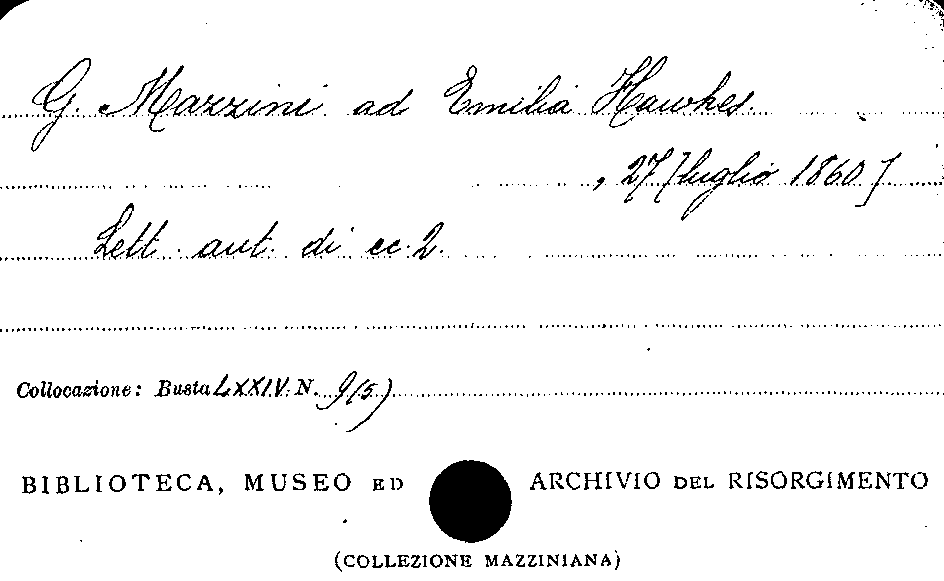 G. Mazzini ad Emilia Hawkes.
, 27 [luglio 1860]
Lett. aut. di cc. 2.
Collocazione: Busta LXXIV N. 9(5)
BIBLIOTECA, MUSEO ED ARCHIVIO DEL RISORGIMENTO
(COLLEZIONE MAZZINIANA)